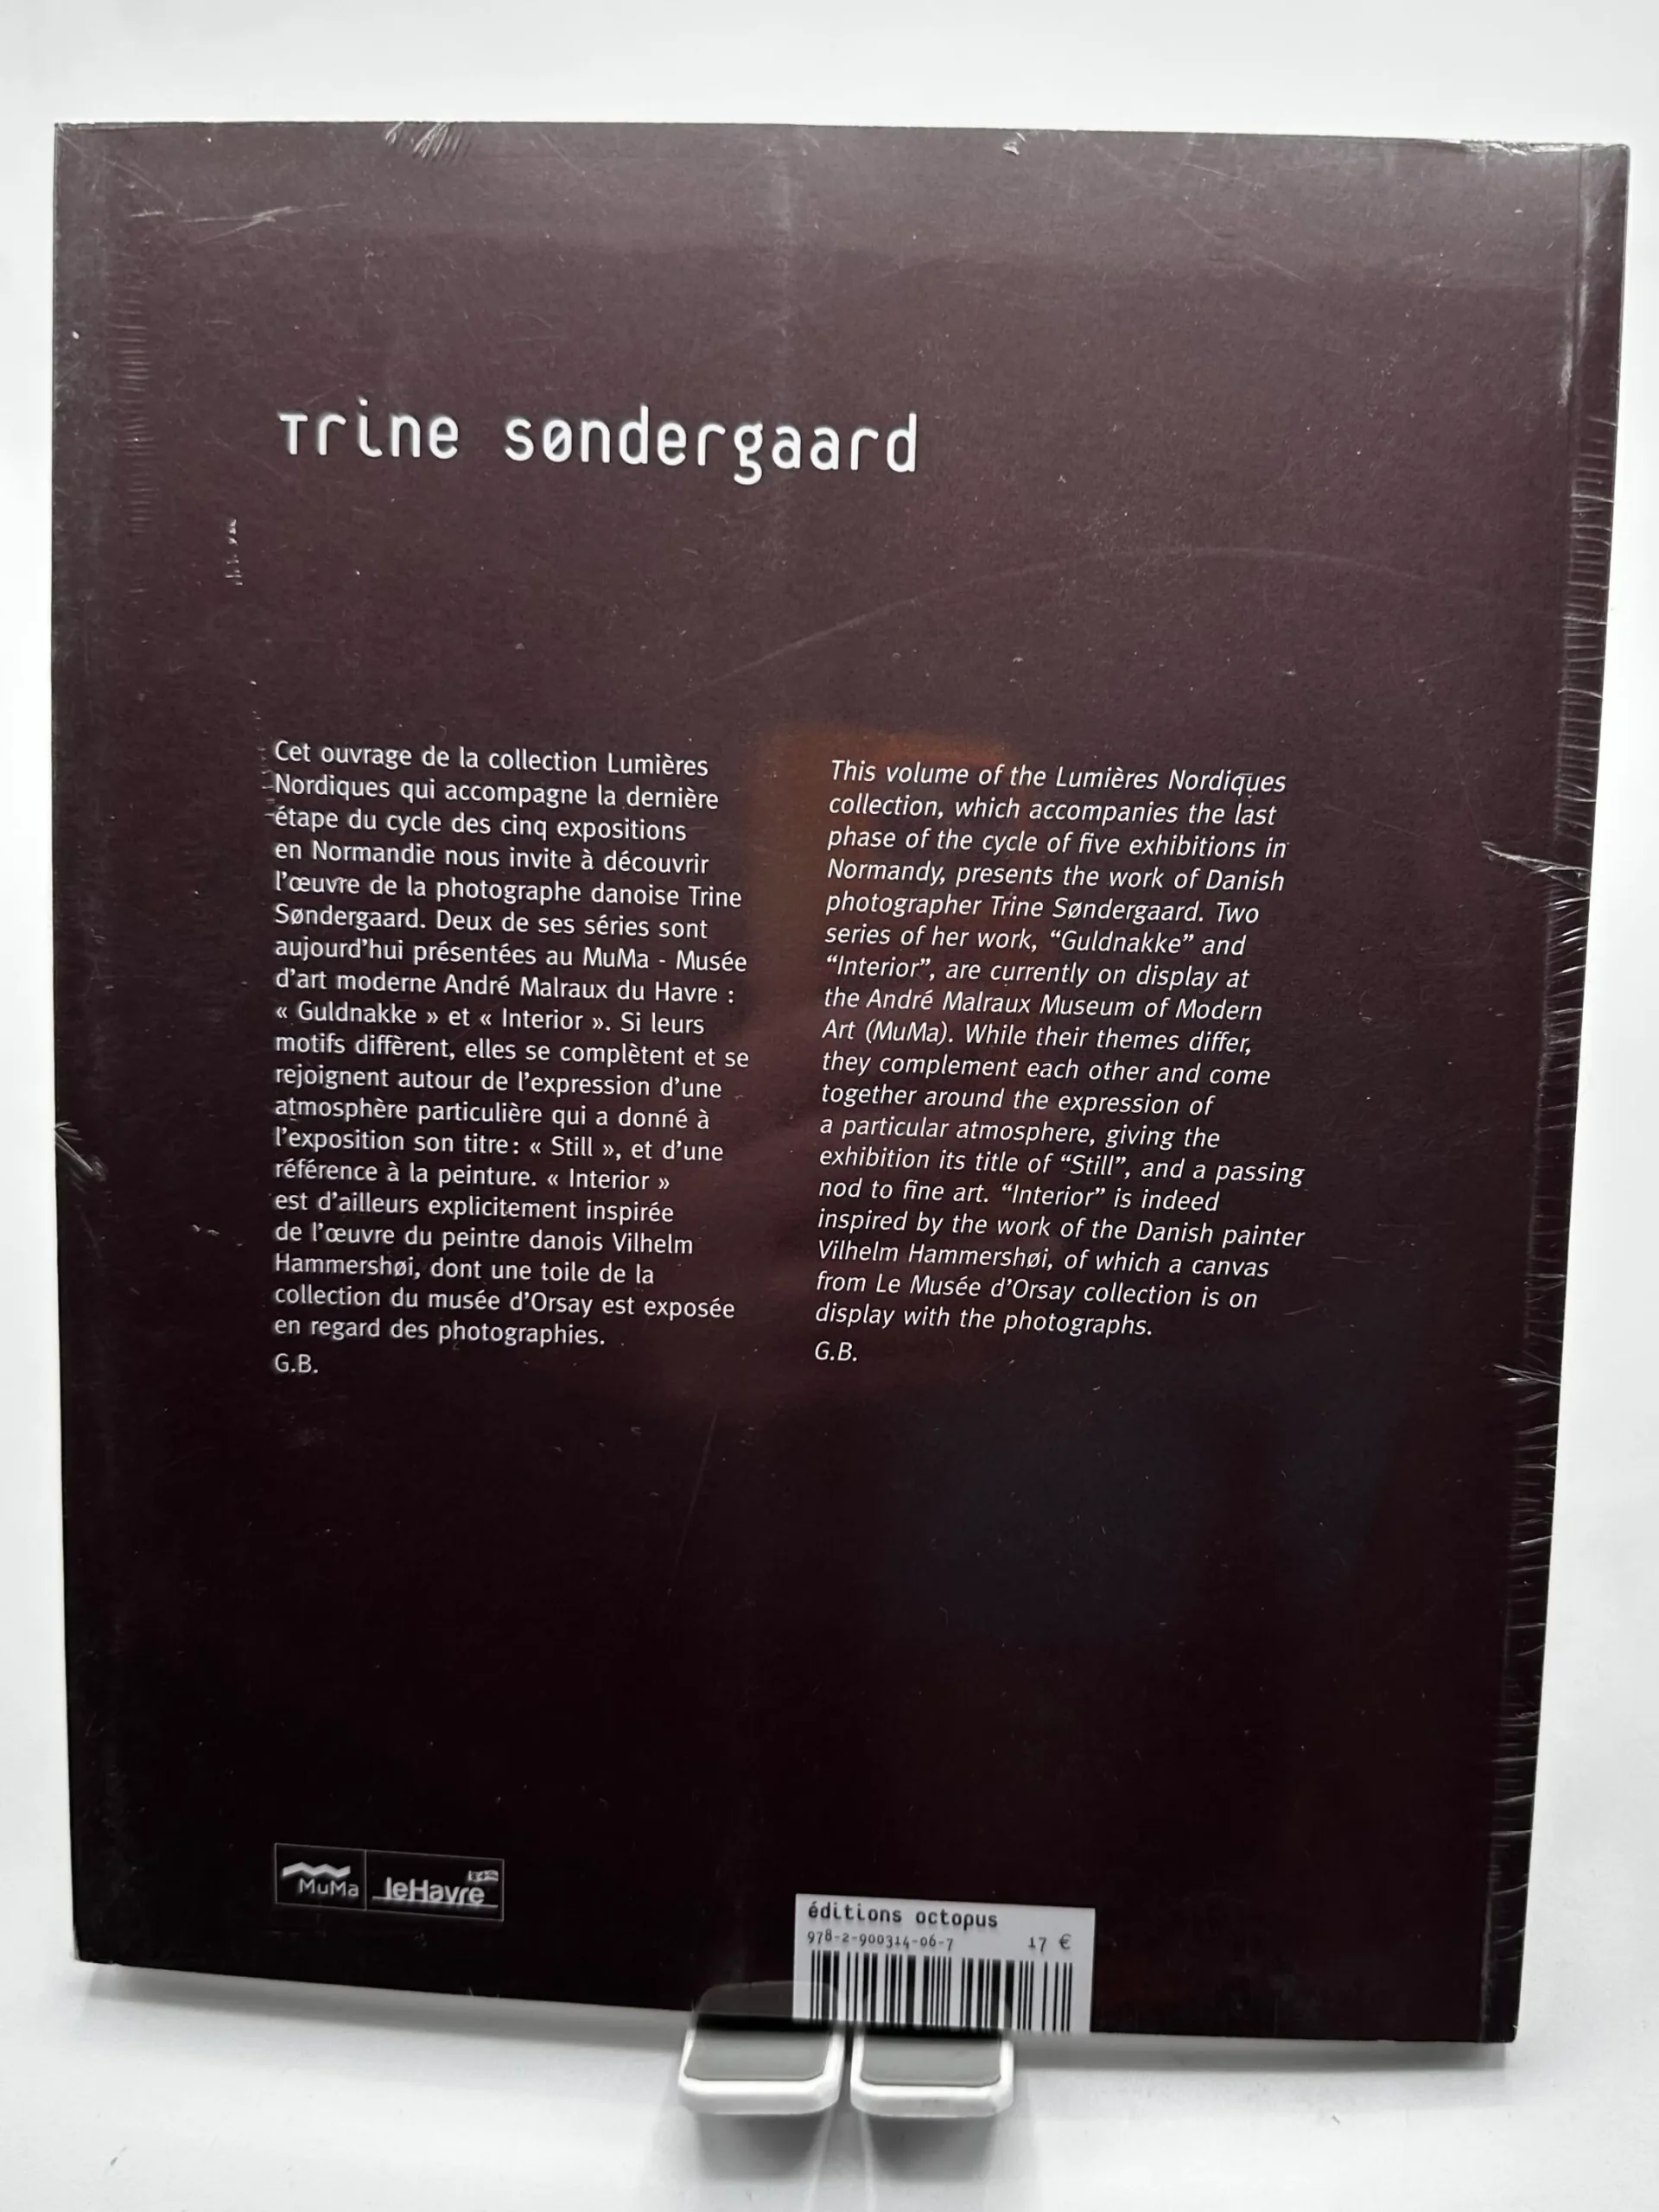 Trine Søndergaard
Cet ouvrage de la collection Lumières
Nordiques qui accompagne la dernière
étape du cycle des cinq expositions
en Normandie nous invite à découvrir
l'œuvre de la photographe danoise Trine
Søndergaard. Deux de ses séries sont
aujourd'hui présentées au MuMa - Musée
d'art moderne André Malraux du Havre :
« Guldnakke » et « Interior ». Si leurs
motifs diffèrent, elles se complètent et se
rejoignent autour de l'expression d'une
atmosphère particulière qui a donné à
l'exposition son titre : « Still », et d'une
référence à la peinture. « Interior »
est d'ailleurs explicitement inspirée
de l'œuvre du peintre danois Vilhelm
Hammershøi, dont une toile de la
collection du musée d'Orsay est exposée
en regard des photographies.
G.B.
This volume of the Lumières Nordiques
collection, which accompanies the last
phase of the cycle of five exhibitions in
Normandy, presents the work of Danish
photographer Trine Søndergaard. Two
series of her work, “Guldnakke” and
“Interior”, are currently on display at
the André Malraux Museum of Modern
Art (MuMa). While their themes differ,
they complement each other and come
together around the expression of
a particular atmosphere, giving the
exhibition its title of “Still”, and a passing
nod to fine art. “Interior” is indeed
inspired by the work of the Danish painter
Vilhelm Hammershøi, of which a canvas
from Le Musée d'Orsay collection is on
display with the photographs.
G.B.
MuMa
leHavre
éditions octopus
978-2-900314-06-7 17 €